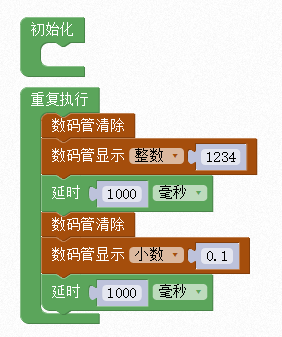 初始化
重复执行
数码管清除
数码管显示 整数 1234
延时 1000 毫秒
数码管清除
数码管显示 小数 0.1
延时 1000 毫秒